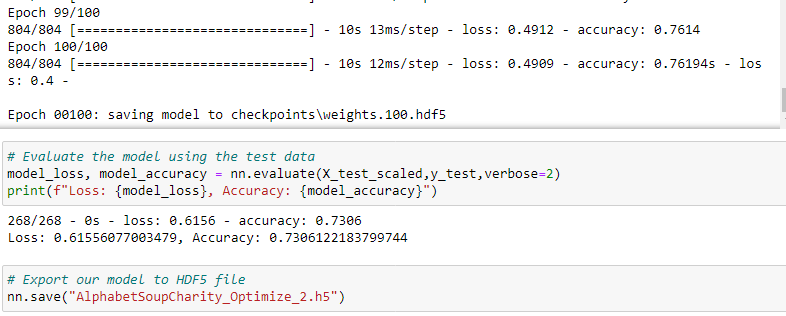 Epoch 99/100
804/804 [==============================] - 10s 13ms/step - loss: 0.4912 - accuracy: 0.7614
Epoch 100/100
804/804 [==============================] - 10s 12ms/step - loss: 0.4909 - accuracy: 0.76194s - los
s: 0.4 -
Epoch 00100: saving model to checkpoints\weights.100.hdf5
# Evaluate the model using the test data
model_loss, model_accuracy = nn.evaluate(X_test_scaled,y_test,verbose=2)
print(f"Loss: {model_loss}, Accuracy: {model_accuracy}")
268/268 - 0s - loss: 0.6156 - accuracy: 0.7306
Loss: 0.61556077003479, Accuracy: 0.7306122183799744
# Export our model to HDF5 file
nn.save("AlphabetSoupCharity_Optimize_2.h5")